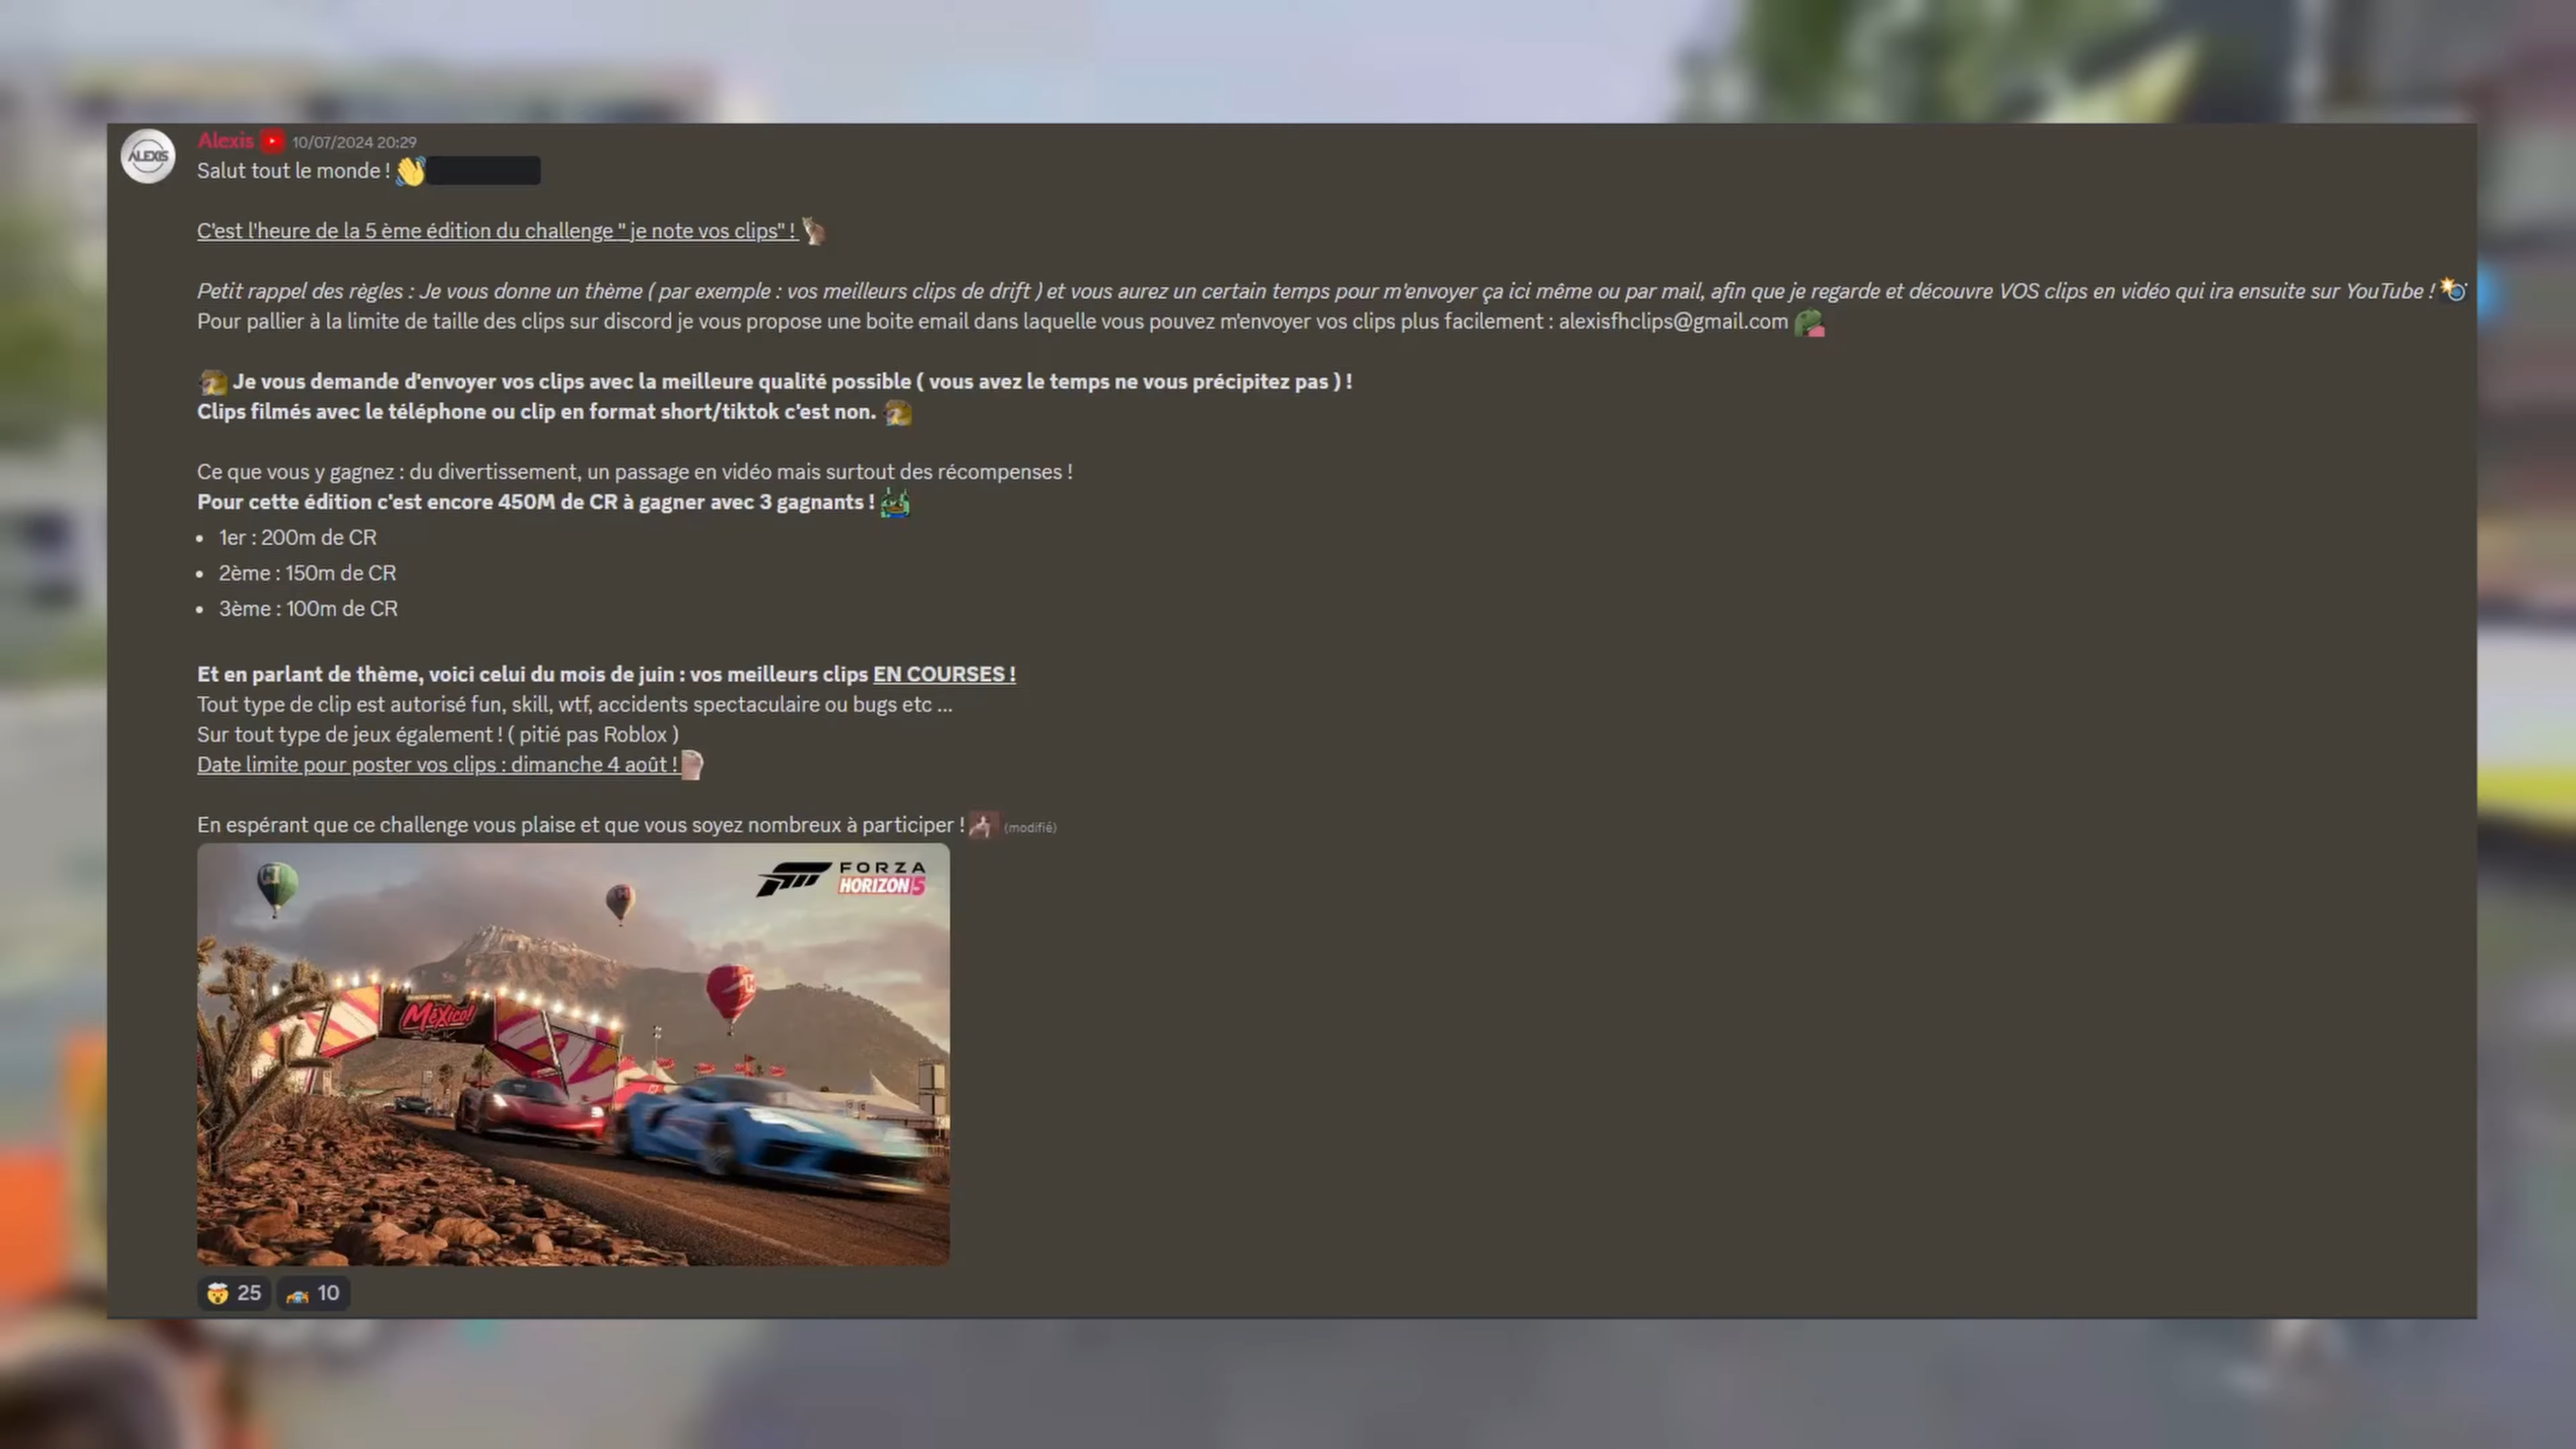 ALEXIS
Alexis 10/07/2024 20:29
Salut tout le monde ! 👋
C'est l'heure de la 5 ème édition du challenge " je note vos clips" !
Petit rappel des règles : Je vous donne un thème ( par exemple : vos meilleurs clips de drift ) et vous aurez un certain temps pour m'envoyer ça ici même ou par mail, afin que je regarde et découvre VOS clips en vidéo qui ira ensuite sur YouTube ! 📸
Pour pallier à la limite de taille des clips sur discord je vous propose une boite email dans laquelle vous pouvez m'envoyer vos clips plus facilement : alexisfhclips@gmail.com
Je vous demande d'envoyer vos clips avec la meilleure qualité possible ( vous avez le temps ne vous précipitez pas ) !
Clips filmés avec le téléphone ou clip en format short/tiktok c'est non.
Ce que vous y gagnez : du divertissement, un passage en vidéo mais surtout des récompenses !
Pour cette édition c'est encore 450M de CR à gagner avec 3 gagnants !
• 1er : 200m de CR
• 2ème : 150m de CR
• 3ème : 100m de CR
Et en parlant de thème, voici celui du mois de juin : vos meilleurs clips EN COURSES !
Tout type de clip est autorisé fun, skill, wtf, accidents spectaculaire ou bugs etc ...
Sur tout type de jeux également ! ( pitié pas Roblox )
Date limite pour poster vos clips : dimanche 4 août !
En espérant que ce challenge vous plaise et que vous soyez nombreux à participer ! (modifié)
FORZA
HORIZON 5
MéXico!
🤯 25 10